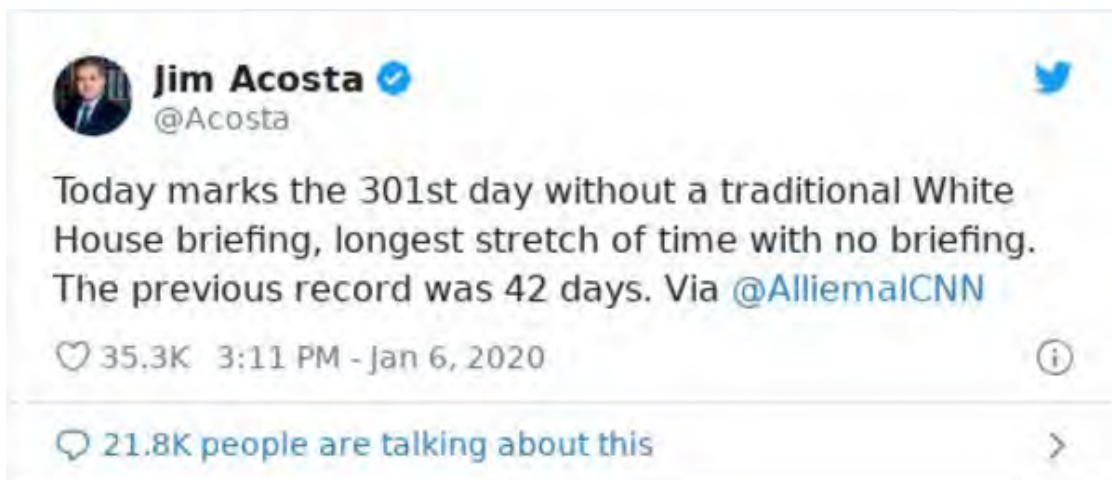 Jim Acosta
@Acosta
Today marks the 301st day without a traditional White
House briefing, longest stretch of time with no briefing.
The previous record was 42 days. Via @AlliemalCNN
35.3K 3:11 PM - Jan 6, 2020
21.8K people are talking about this